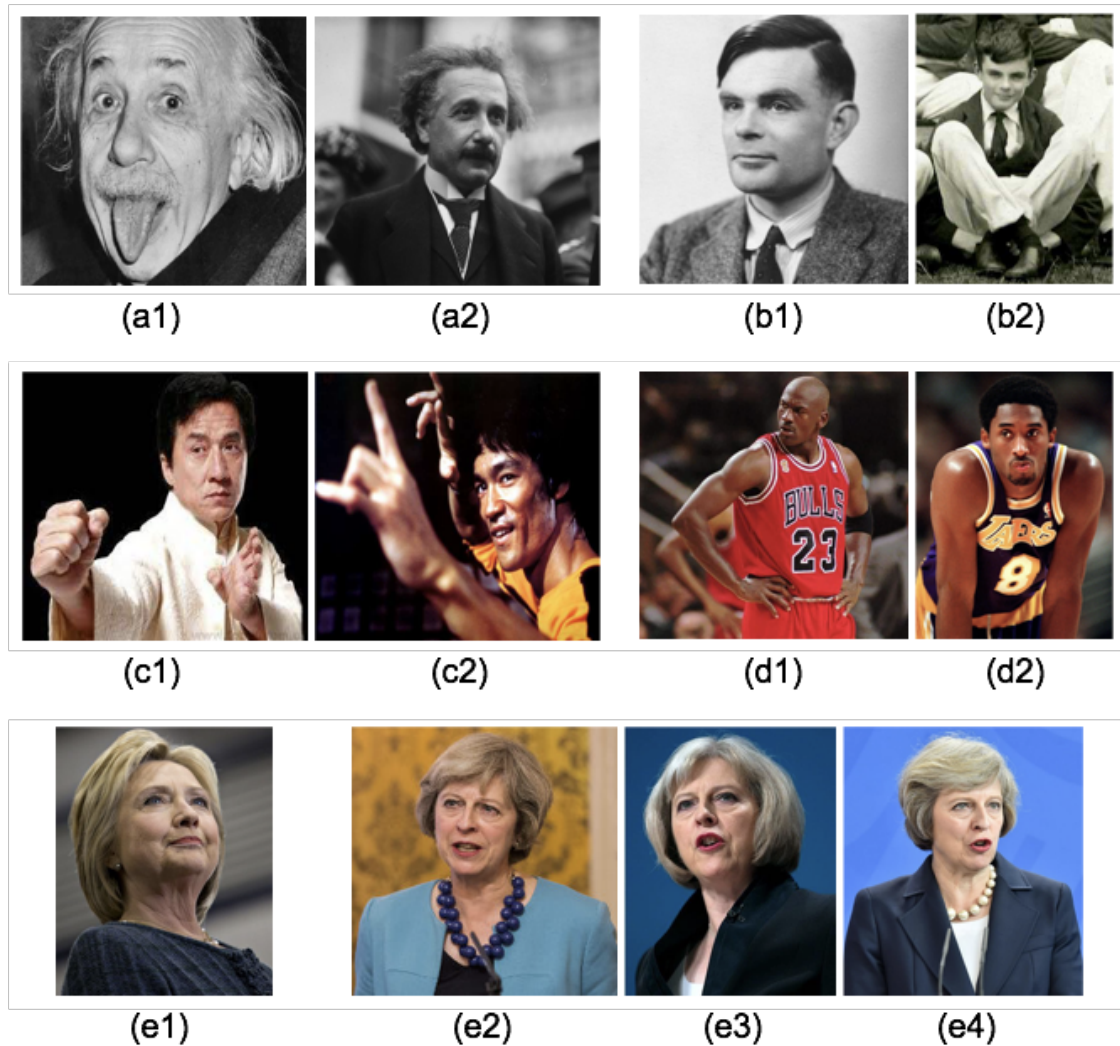 (a1) (a2) (b1) (b2)
BULLS
23
LAKERS
8
(c1) (c2) (d1) (d2)
(e1) (e2) (e3) (e4)